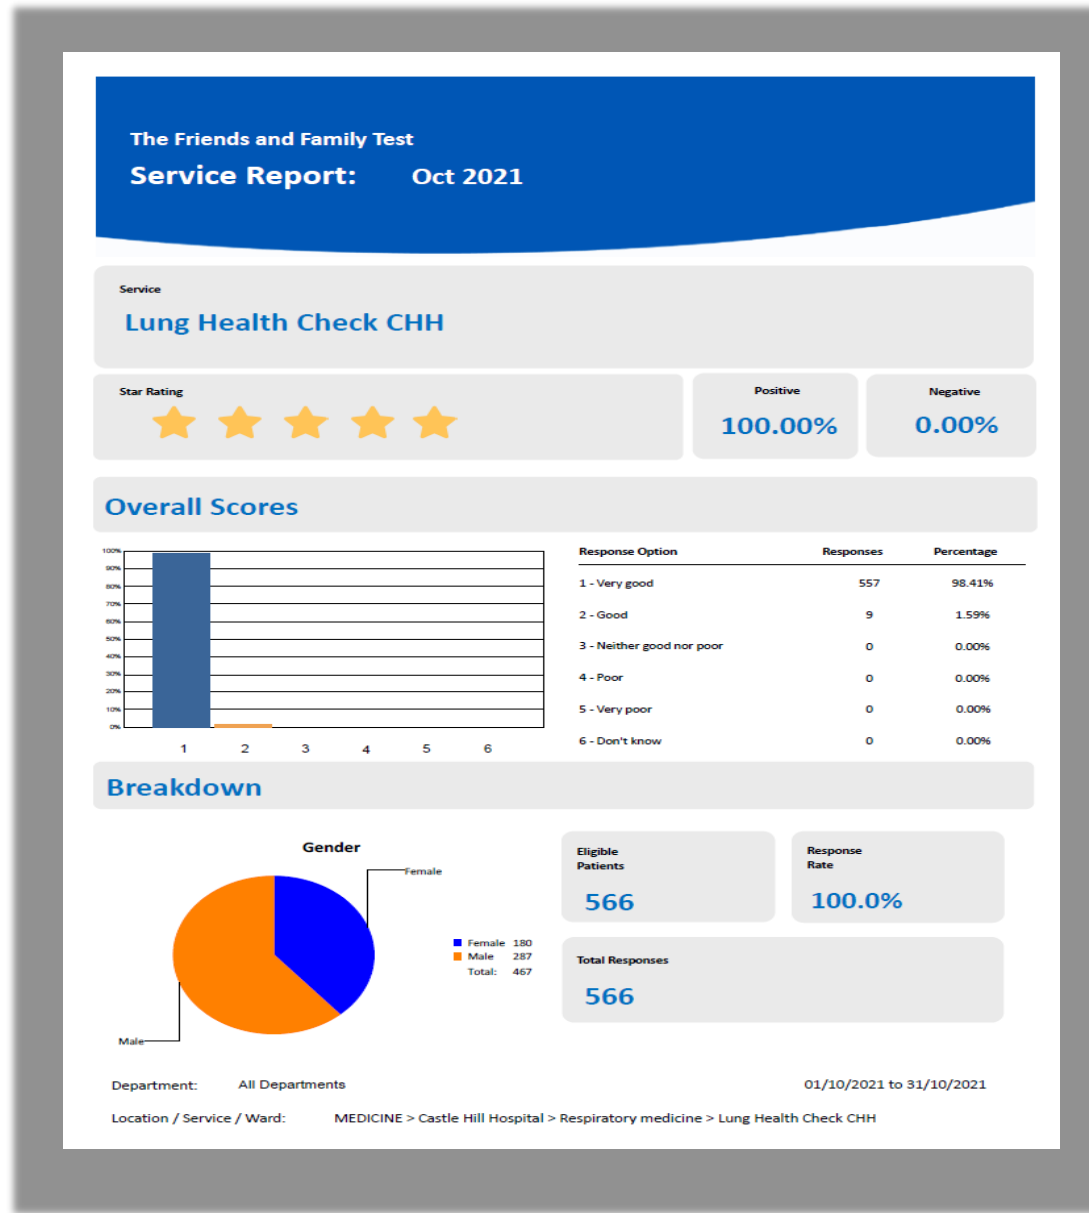 The Friends and Family Test
Service Report: Oct 2021
Service
Lung Health Check CHH
Star Rating
Positive
Negative
100.00%
0.00%
Overall Scores
100%
90%
80%
70%
60%
50%
40%
30%
20%
10%
0%
1 2 3 4 5 6
Response Option Responses Percentage
1 - Very good 557 98.41%
2 - Good 9 1.59%
3 - Neither good nor poor 0 0.00%
4 - Poor 0 0.00%
5 - Very poor 0 0.00%
6 - Don't know 0 0.00%
Breakdown
Gender
Female
Male
Female 180
Male 287
Total: 467
Eligible
Patients
566
Response
Rate
100.0%
Total Responses
566
Department: All Departments 01/10/2021 to 31/10/2021
Location / Service / Ward: MEDICINE > Castle Hill Hospital > Respiratory medicine > Lung Health Check CHH